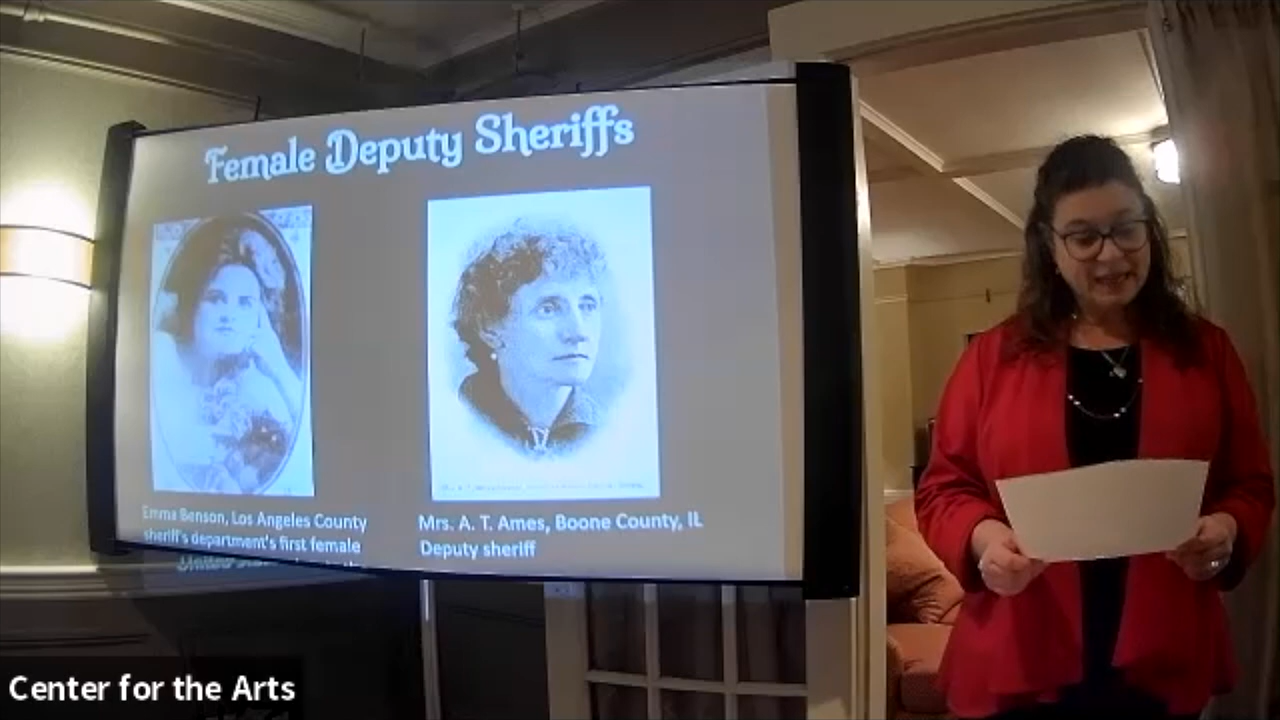 Female Deputy Sheriffs
Emma Benson, Los Angeles County
sheriff's department's first female
Mrs. A. T. Ames, Boone County, IL
Deputy sheriff
United
Center for the Arts